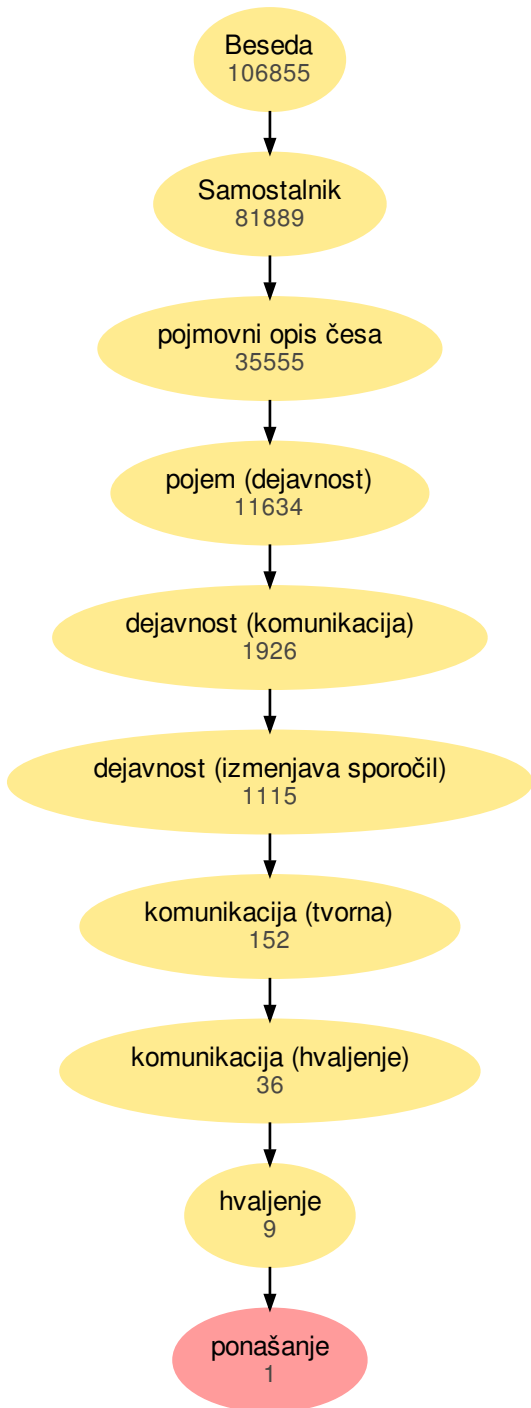 Beseda
106855
Samostalnik
81889
pojmovni opis česa
35555
pojem (dejavnost)
11634
dejavnost (komunikacija)
1926
dejavnost (izmenjava sporočil)
1115
komunikacija (tvorna)
152
komunikacija (hvaljenje)
36
hvaljenje
9
ponašanje
1